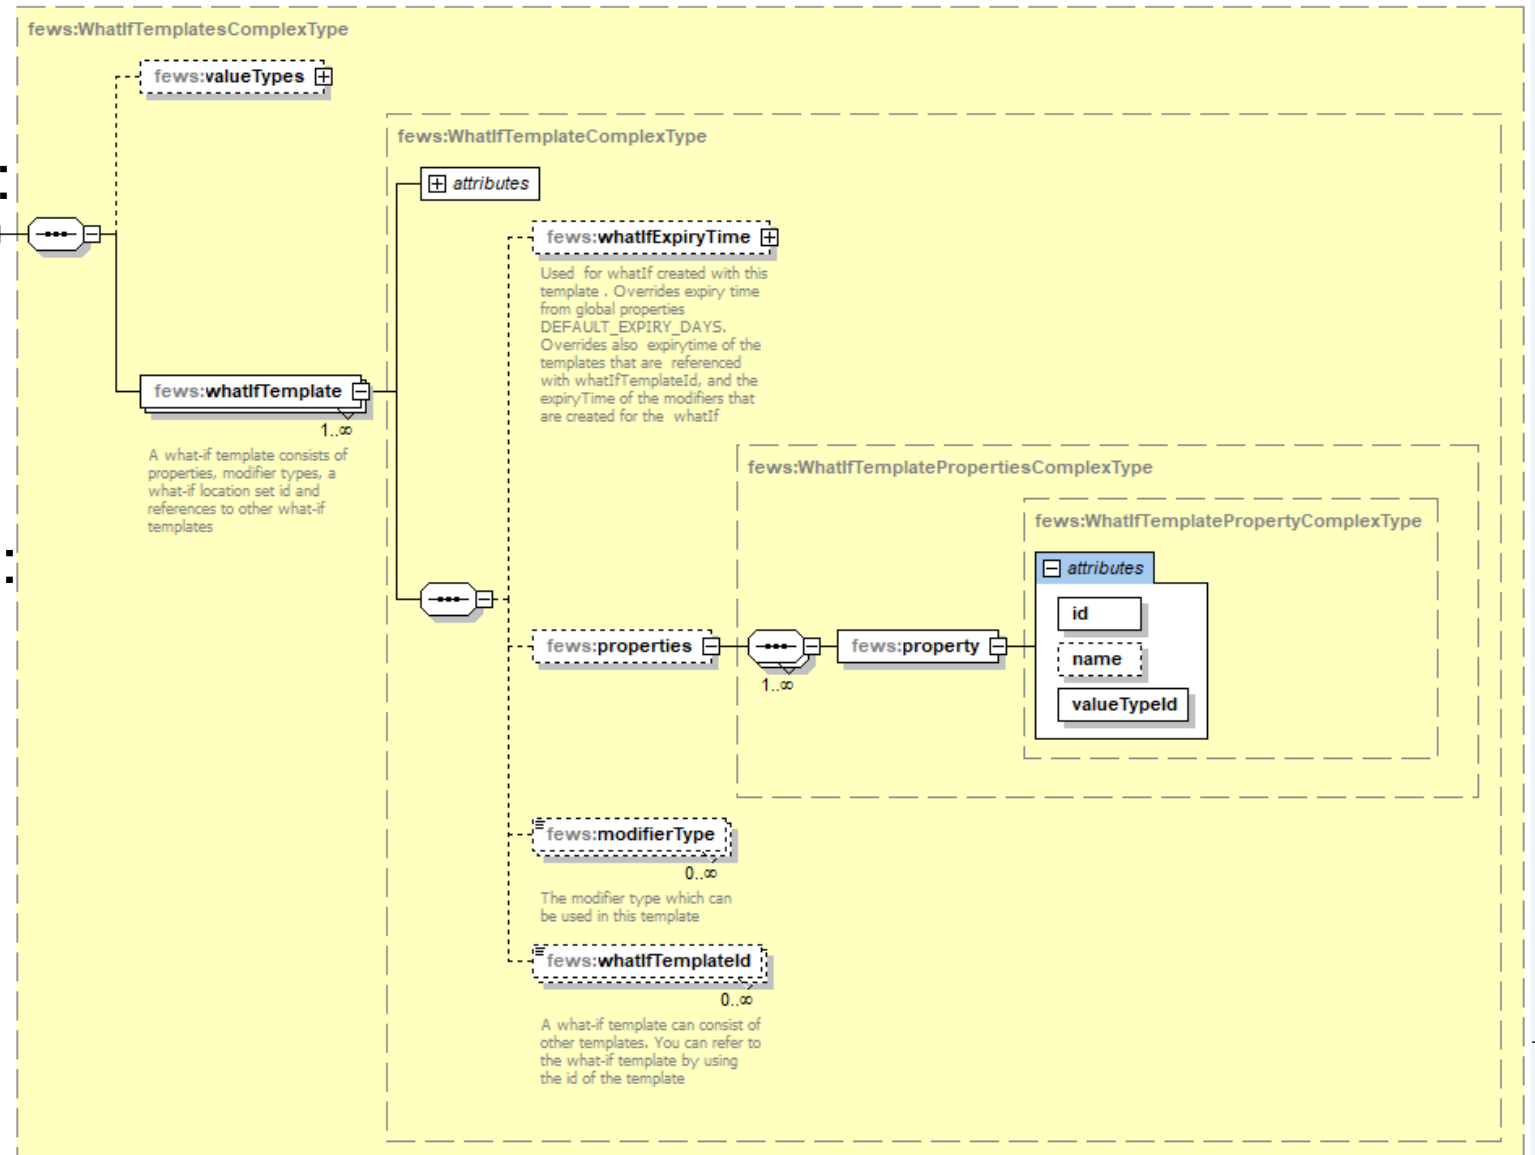 fews:WhatIfTemplatesComplexType
fews:valueTypes
fews:WhatIfTemplateComplexType
attributes
fews:whatIfExpiryTime
Used for whatIf created with this
template . Overrides expiry time
from global properties
DEFAULT_EXPIRY_DAYS.
Overrides also expirytime of the
templates that are referenced
with whatIfTemplateId, and the
expiryTime of the modifiers that
are created for the whatIf
fews:whatIfTemplate
1..∞
A what-if template consists of
properties, modifier types, a
what-if location set id and
references to other what-if
templates
fews:WhatIfTemplatePropertiesComplexType
fews:WhatIfTemplatePropertyComplexType
attributes
id
name
valueTypeId
fews:properties
1..∞
fews:property
fews:modifierType
0..∞
The modifier type which can
be used in this template
fews:whatIfTemplateId
0..∞
A what-if template can consist of
other templates. You can refer to
the what-if template by using
the id of the template